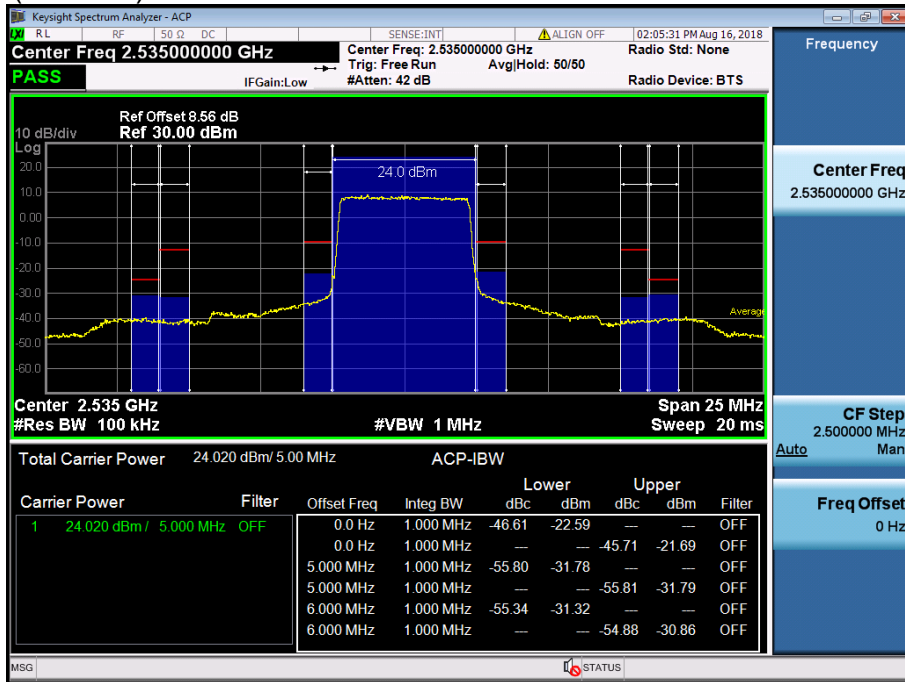 Keysight Spectrum Analyzer - ACP
LXI RL RF 50 Ω DC SENSE:INT ALIGN OFF 02:05:31 PM Aug 16, 2018
Center Freq 2.535000000 GHz
Center Freq: 2.535000000 GHz
Radio Std: None
Trig: Free Run Avg|Hold: 50/50
PASS
IFGain:Low
#Atten: 42 dB
Radio Device: BTS
Ref Offset 8.56 dB
10 dB/div Ref 30.00 dBm
Log
20.0
24.0 dBm
10.0
0.00
-10.0
-20.0
-30.0
-40.0
Average
-50.0
-60.0
Center 2.535 GHz Span 25 MHz
#Res BW 100 kHz #VBW 1 MHz Sweep 20 ms
Total Carrier Power 24.020 dBm/ 5.00 MHz ACP-IBW
Lower Upper
Carrier Power Filter Offset Freq Integ BW dBc dBm dBc dBm Filter
1 24.020 dBm / 5.000 MHz OFF
0.0 Hz 1.000 MHz -46.61 -22.59 --- --- OFF
0.0 Hz 1.000 MHz --- --- -45.71 -21.69 OFF
5.000 MHz 1.000 MHz -55.80 -31.78 --- --- OFF
5.000 MHz 1.000 MHz --- --- -55.81 -31.79 OFF
6.000 MHz 1.000 MHz -55.34 -31.32 --- --- OFF
6.000 MHz 1.000 MHz --- --- -54.88 -30.86 OFF
MSG STATUS
Frequency
Center Freq
2.535000000 GHz
CF Step
2.500000 MHz
Auto Man
Freq Offset
0 Hz